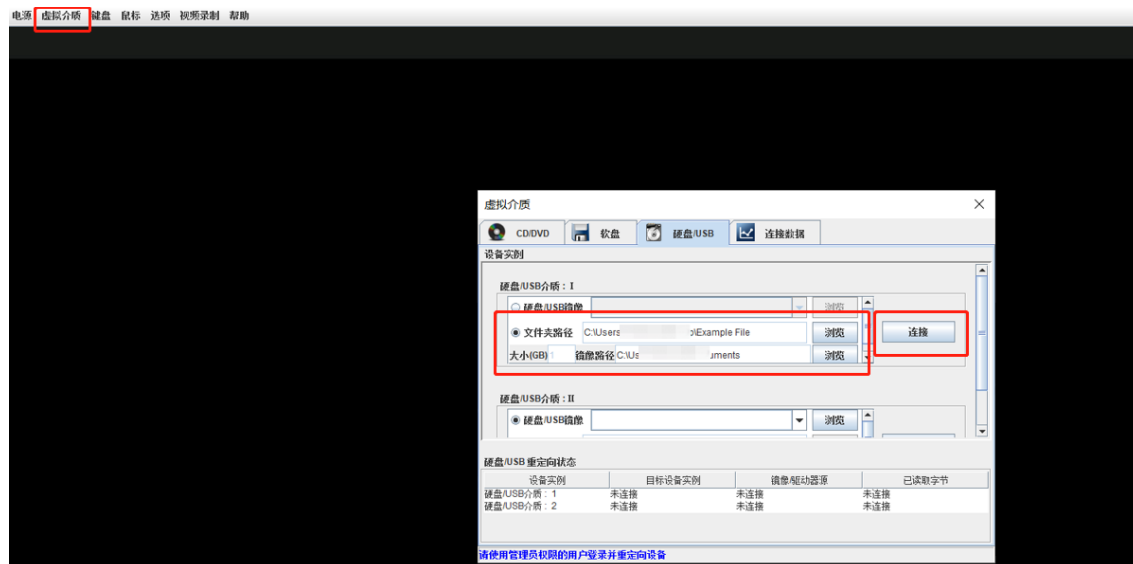 电源 虚拟介质 键盘 鼠标 选项 视频录制 帮助
虚拟介质
CD/DVD 软盘 硬盘/USB 连接数据
设备实例
硬盘/USB介质：I
硬盘/USB镜像 浏览
文件夹路径 C:\Users \Example File 浏览 连接
大小(GB) 1 镜像路径 C:\Us uments 浏览
硬盘/USB介质：II
硬盘/USB镜像 浏览
硬盘/USB 重定向状态
设备实例 目标设备实例 镜像/驱动器源 已读取字节
硬盘/USB介质：1 未连接 未连接 未连接
硬盘/USB介质：2 未连接 未连接 未连接
请使用管理员权限的用户登录并重定向设备